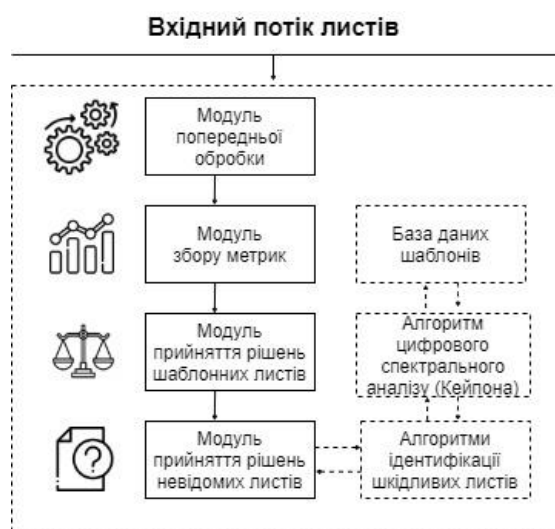 Вхідний потік листів
Модуль
попередньої
обробки
Модуль
збору метрик
База даних
шаблонів
Модуль
прийняття рішень
шаблонних листів
Алгоритм
цифрового
спектрального
аналізу (Кейпона)
Модуль
прийняття рішень
невідомих листів
Алгоритми
ідентифікації
шкідливих листів